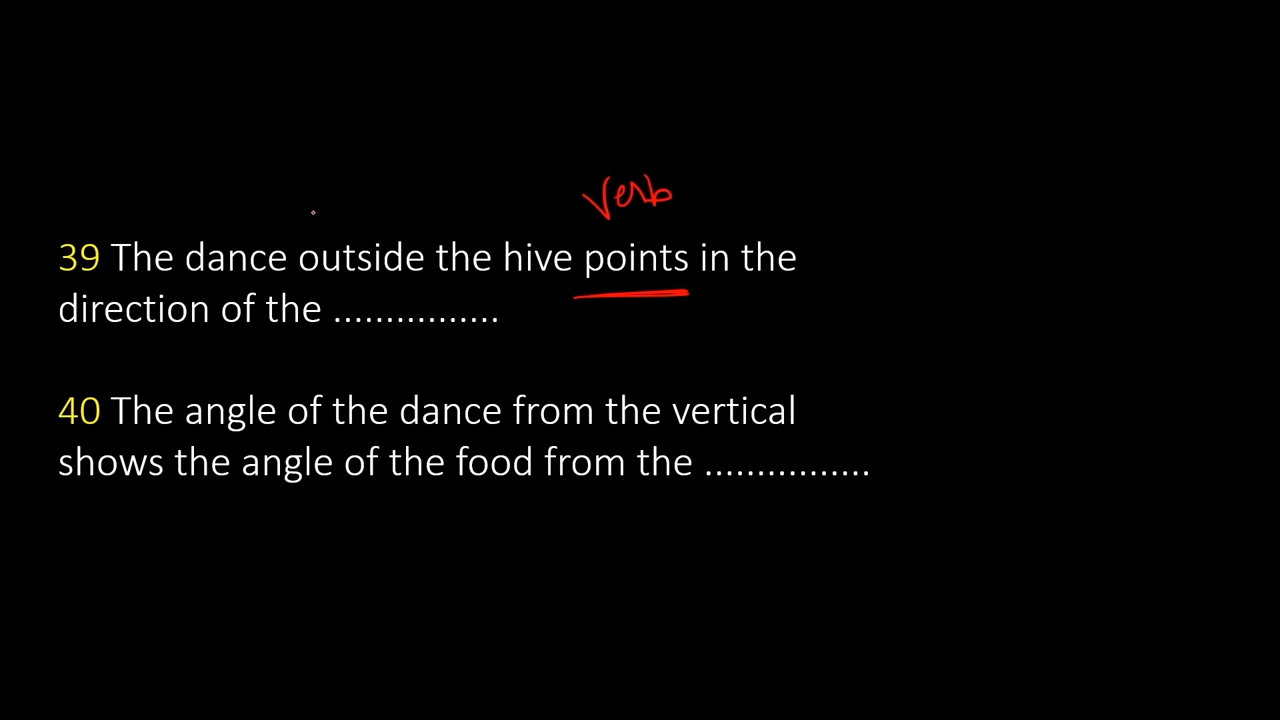 verb
39 The dance outside the hive points in the
direction of the ................
40 The angle of the dance from the vertical
shows the angle of the food from the ................